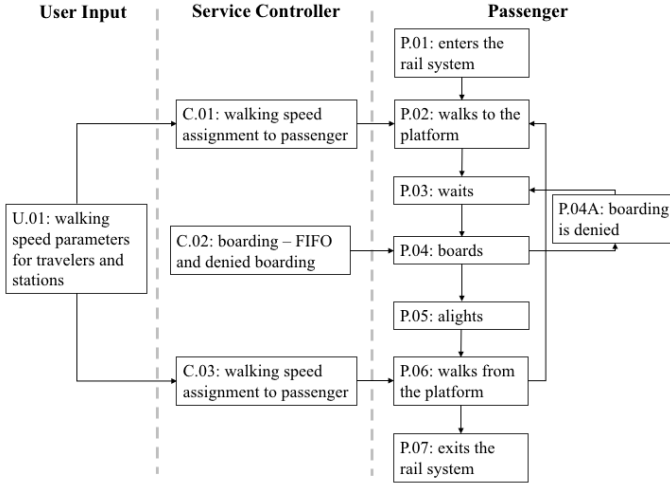 User Input
Service Controller
Passenger
P.01: enters the
rail system
C.01: walking speed
assignment to passenger
P.02: walks to the
platform
P.03: waits
U.01: walking
speed parameters
for travelers and
stations
P.04A: boarding
is denied
C.02: boarding – FIFO
and denied boarding
P.04: boards
P.05: alights
C.03: walking speed
assignment to passenger
P.06: walks from
the platform
P.07: exits the
rail system